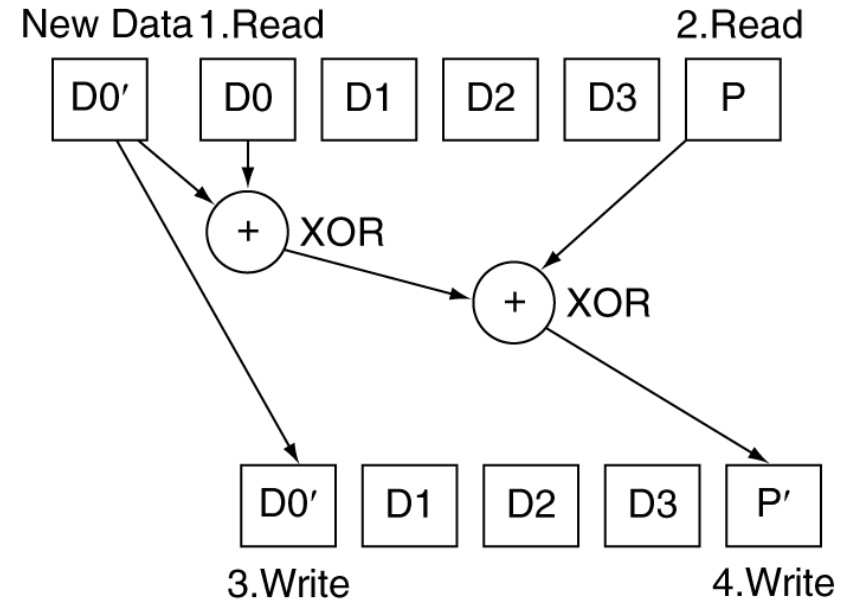 New Data 1.Read 2.Read
D0′ D0 D1 D2 D3 P
+ XOR
+ XOR
D0′ D1 D2 D3 P′
3.Write 4.Write